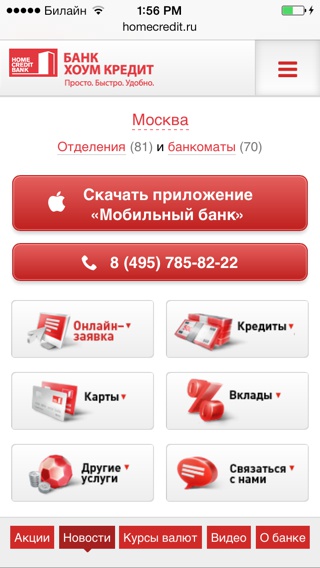 Билайн 1:56 PM
homecredit.ru
HOME
CREDIT
BANK
БАНК
ХОУМ КРЕДИТ
Просто. Быстро. Удобно.
Москва
Отделения (81) и банкоматы (70)
Скачать приложение
«Мобильный банк»
8 (495) 785-82-22
Онлайн-
заявка
Кредиты
Карты
Вклады
Другие
услуги
Связаться
с нами
Акции Новости Курсы валют Видео О банке